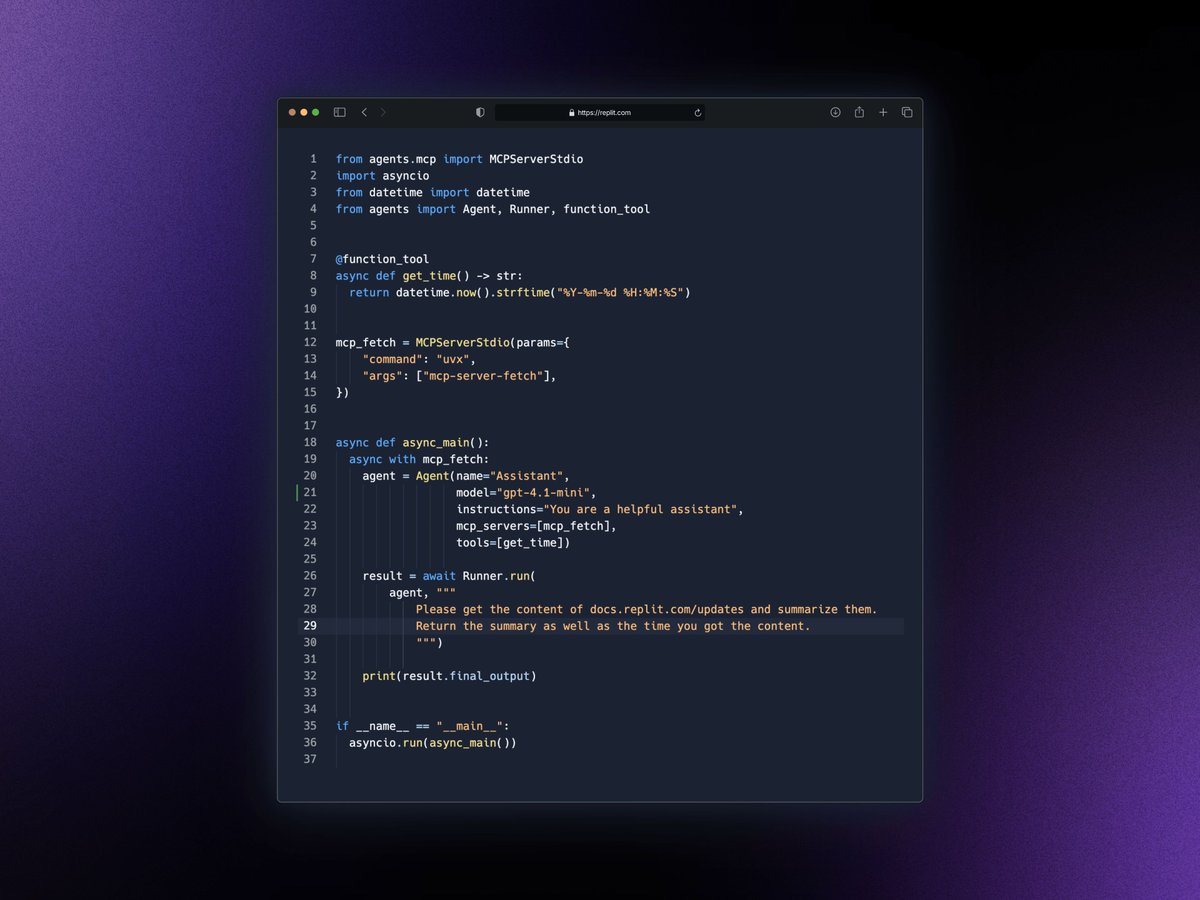 https://replit.com
1 from agents.mcp import MCPServerStdio
2 import asyncio
3 from datetime import datetime
4 from agents import Agent, Runner, function_tool
5
6
7 @function_tool
8 async def get_time() -> str:
9   return datetime.now().strftime("%Y-%m-%d %H:%M:%S")
10
11
12 mcp_fetch = MCPServerStdio(params={
13     "command": "uvx",
14     "args": ["mcp-server-fetch"],
15 })
16
17
18 async def async_main():
19   async with mcp_fetch:
20     agent = Agent(name="Assistant",
21                   model="gpt-4.1-mini",
22                   instructions="You are a helpful assistant",
23                   mcp_servers=[mcp_fetch],
24                   tools=[get_time])
25
26     result = await Runner.run(
27         agent, """
28             Please get the content of docs.replit.com/updates and summarize them.
29             Return the summary as well as the time you got the content.
30             """)
31
32     print(result.final_output)
33
34
35 if __name__ == "__main__":
36   asyncio.run(async_main())
37